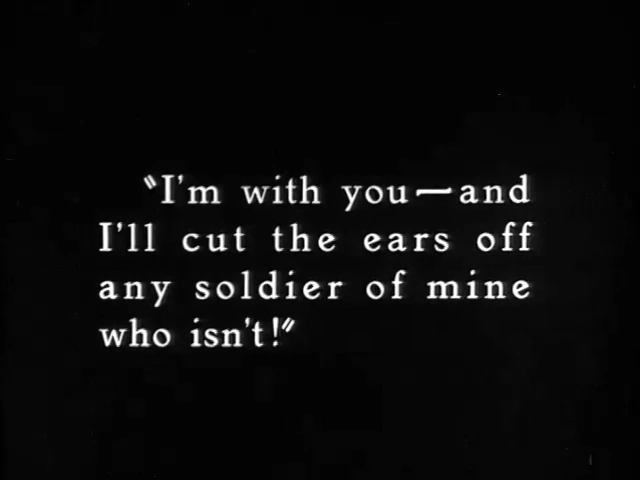 "I'm with you—and
I'll cut the ears off
any soldier of mine
who isn't!"